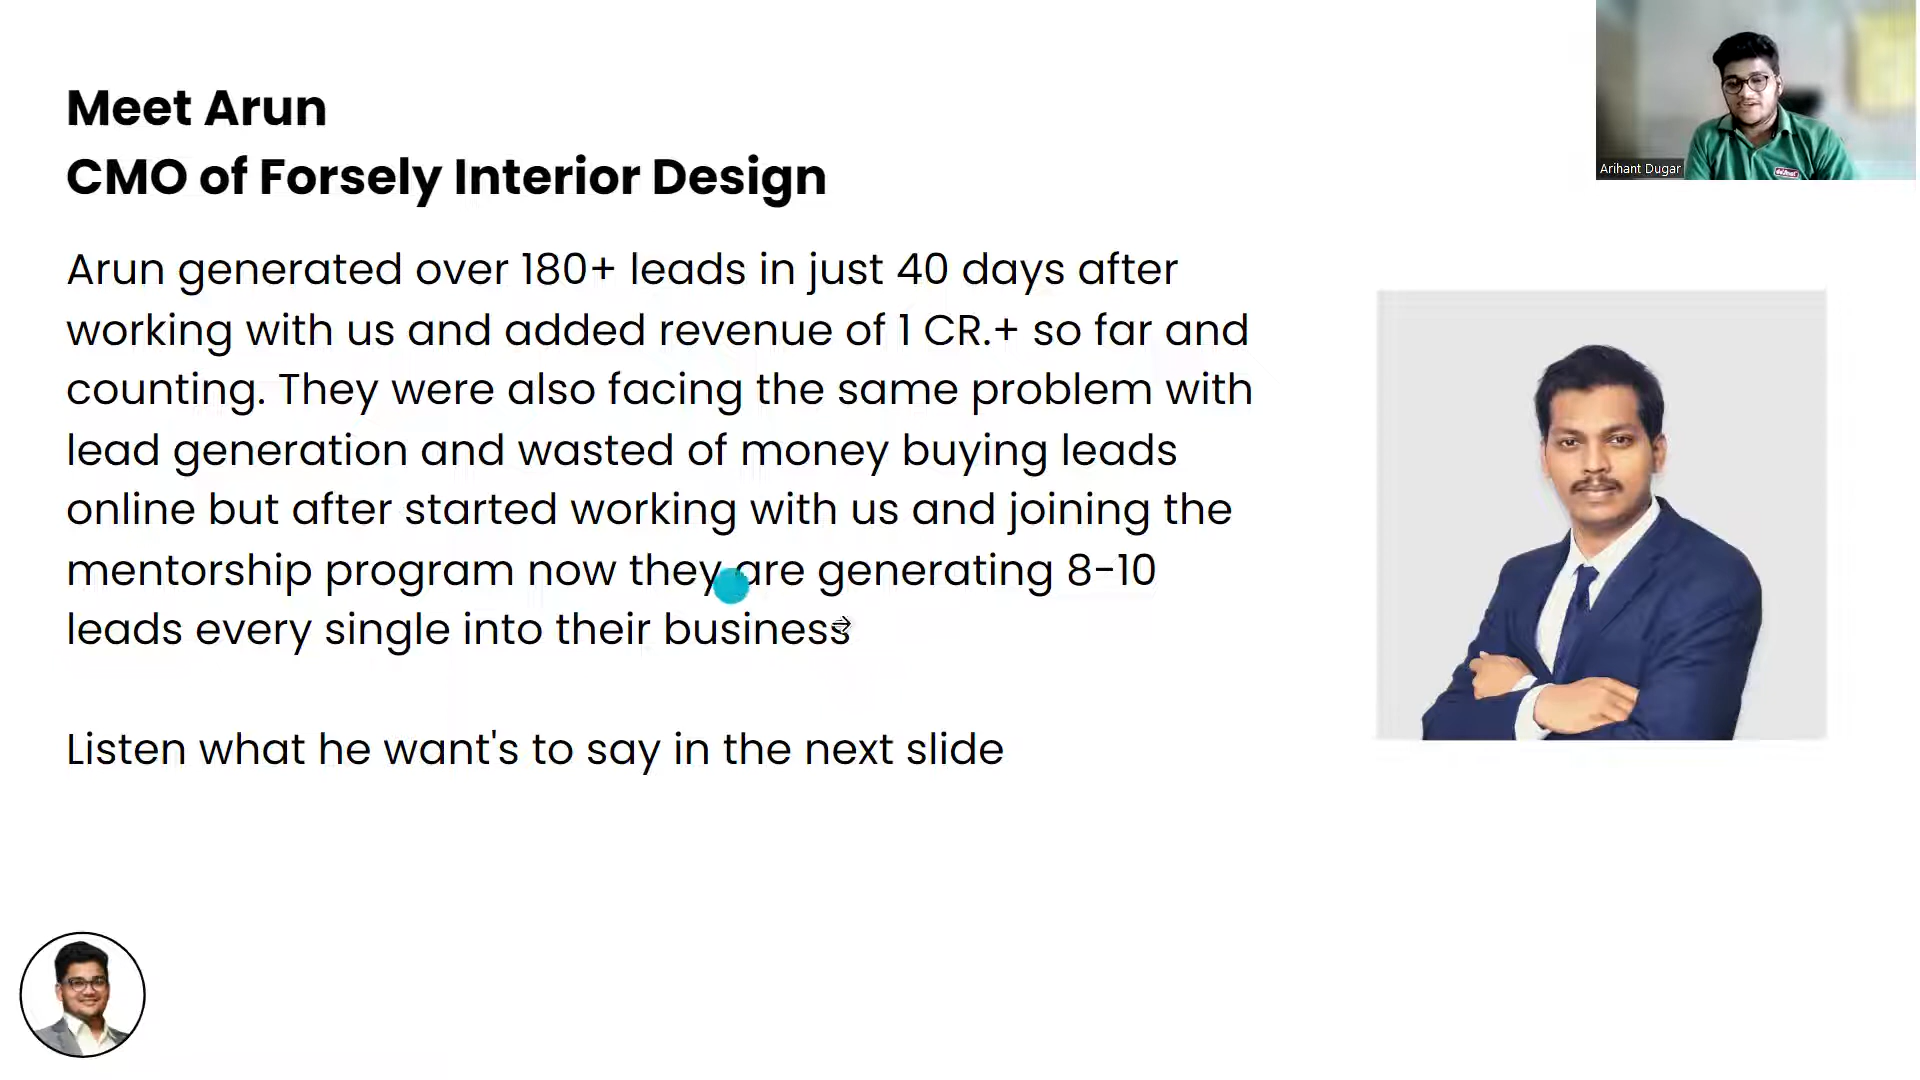 Meet Arun
CMO of Forsely Interior Design
Arun generated over 180+ leads in just 40 days after
working with us and added revenue of 1 CR.+ so far and
counting. They were also facing the same problem with
lead generation and wasted of money buying leads
online but after started working with us and joining the
mentorship program now they are generating 8-10
leads every single into their business
Listen what he want's to say in the next slide
Arihant Dugar